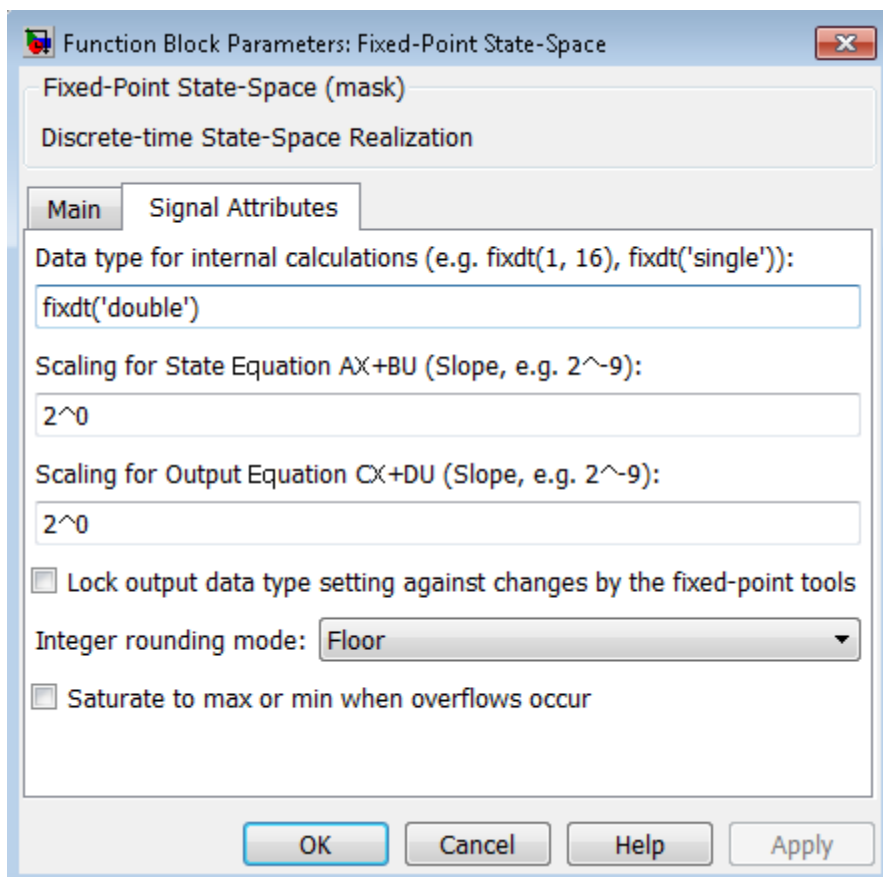 Function Block Parameters: Fixed-Point State-Space
Fixed-Point State-Space (mask)
Discrete-time State-Space Realization
Main
Signal Attributes
Data type for internal calculations (e.g. fixdt(1, 16), fixdt('single')):
fixdt('double')
Scaling for State Equation AX+BU (Slope, e.g. 2^-9):
2^0
Scaling for Output Equation CX+DU (Slope, e.g. 2^-9):
2^0
Lock output data type setting against changes by the fixed-point tools
Integer rounding mode: Floor
Saturate to max or min when overflows occur
OK Cancel Help Apply